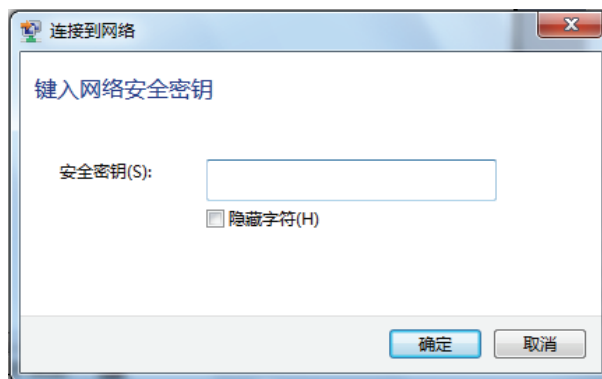 连接到网络
键入网络安全密钥
安全密钥(S):
隐藏字符(H)
确定
取消